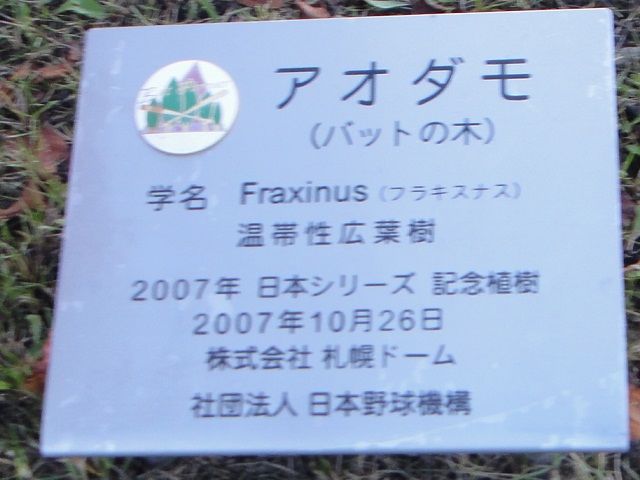 アオダモ
（バットの木）
学名　Fraxinus（フラキスナス）
温帯性広葉樹
2007年 日本シリーズ 記念植樹
2007年10月26日
株式会社 札幌ドーム
社団法人 日本野球機構